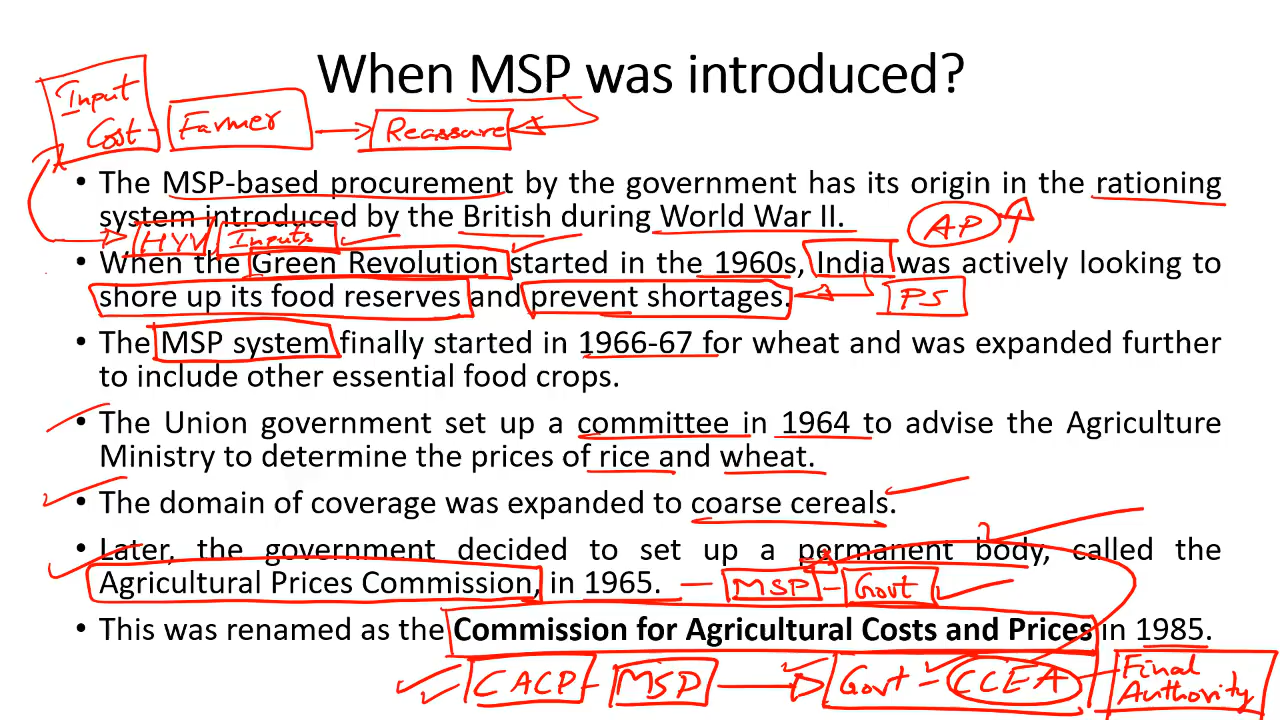 When MSP was introduced?
Input
Cost
Farmer
Reassure
• The MSP-based procurement by the government has its origin in the rationing
system introduced by the British during World War II.
AP
HYV Inputs
• When the Green Revolution started in the 1960s, India was actively looking to
shore up its food reserves and prevent shortages.
PS
• The MSP system finally started in 1966-67 for wheat and was expanded further
to include other essential food crops.
• The Union government set up a committee in 1964 to advise the Agriculture
Ministry to determine the prices of rice and wheat.
• The domain of coverage was expanded to coarse cereals.
• Later, the government decided to set up a permanent body, called the
Agricultural Prices Commission, in 1965.
MSP - Govt
• This was renamed as the Commission for Agricultural Costs and Prices in 1985.
CACP - MSP Govt - CCEA - Final
Authority